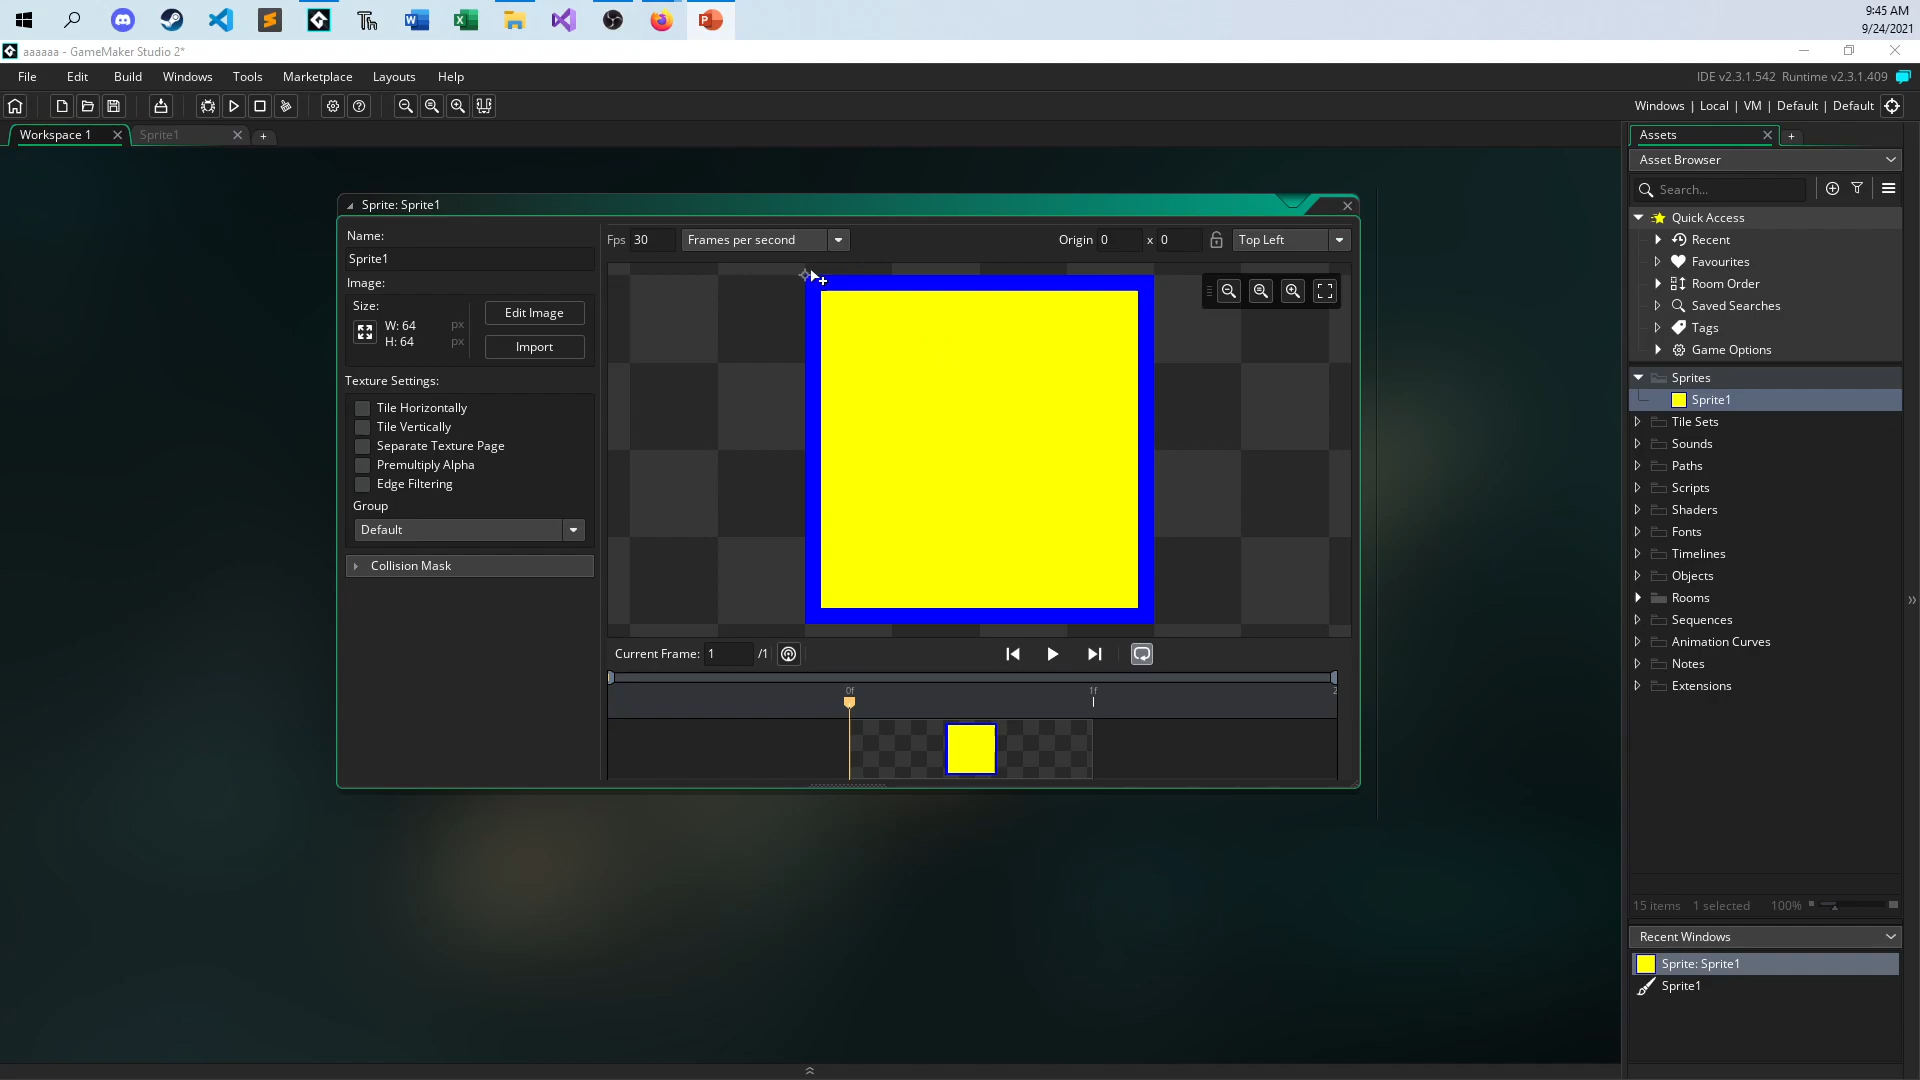 9:45 AM
9/24/2021
aaaaaa - GameMaker Studio 2*
File Edit Build Windows Tools Marketplace Layouts Help
IDE v2.3.1.542 Runtime v2.3.1.409
Windows | Local | VM | Default | Default
Workspace 1
Sprite1
Assets
Asset Browser
Search...
Quick Access
Recent
Favourites
Room Order
Saved Searches
Tags
Game Options
Sprites
Sprite1
Tile Sets
Sounds
Paths
Scripts
Shaders
Fonts
Timelines
Objects
Rooms
Sequences
Animation Curves
Notes
Extensions
15 items 1 selected 100%
Recent Windows
Sprite: Sprite1
Sprite1
Sprite: Sprite1
Name:
Sprite1
Image:
Size:
W: 64 px
H: 64 px
Edit Image
Import
Texture Settings:
Tile Horizontally
Tile Vertically
Separate Texture Page
Premultiply Alpha
Edge Filtering
Group
Default
Collision Mask
Fps 30 Frames per second
Origin 0 x 0 Top Left
Current Frame: 1 /1
0f 1f 2